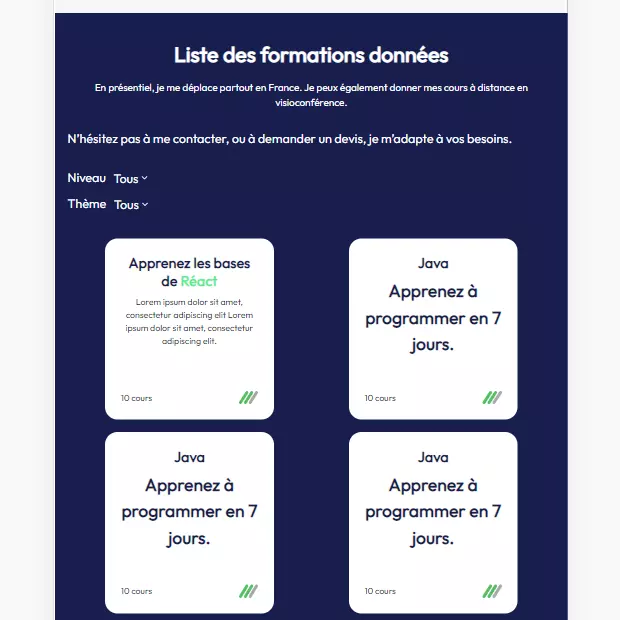 Liste des formations données
En présentiel, je me déplace partout en France. Je peux également donner mes cours à distance en
visioconférence.
N'hésitez pas à me contacter, ou à demander un devis, je m'adapte à vos besoins.
Niveau Tous
Thème Tous
Apprenez les bases
de Réact
Lorem ipsum dolor sit amet,
consectetur adipiscing elit Lorem
ipsum dolor sit amet, consectetur
adipiscing elit.
10 cours
Java
Apprenez à
programmer en 7
jours.
10 cours
Java
Apprenez à
programmer en 7
jours.
10 cours
Java
Apprenez à
programmer en 7
jours.
10 cours